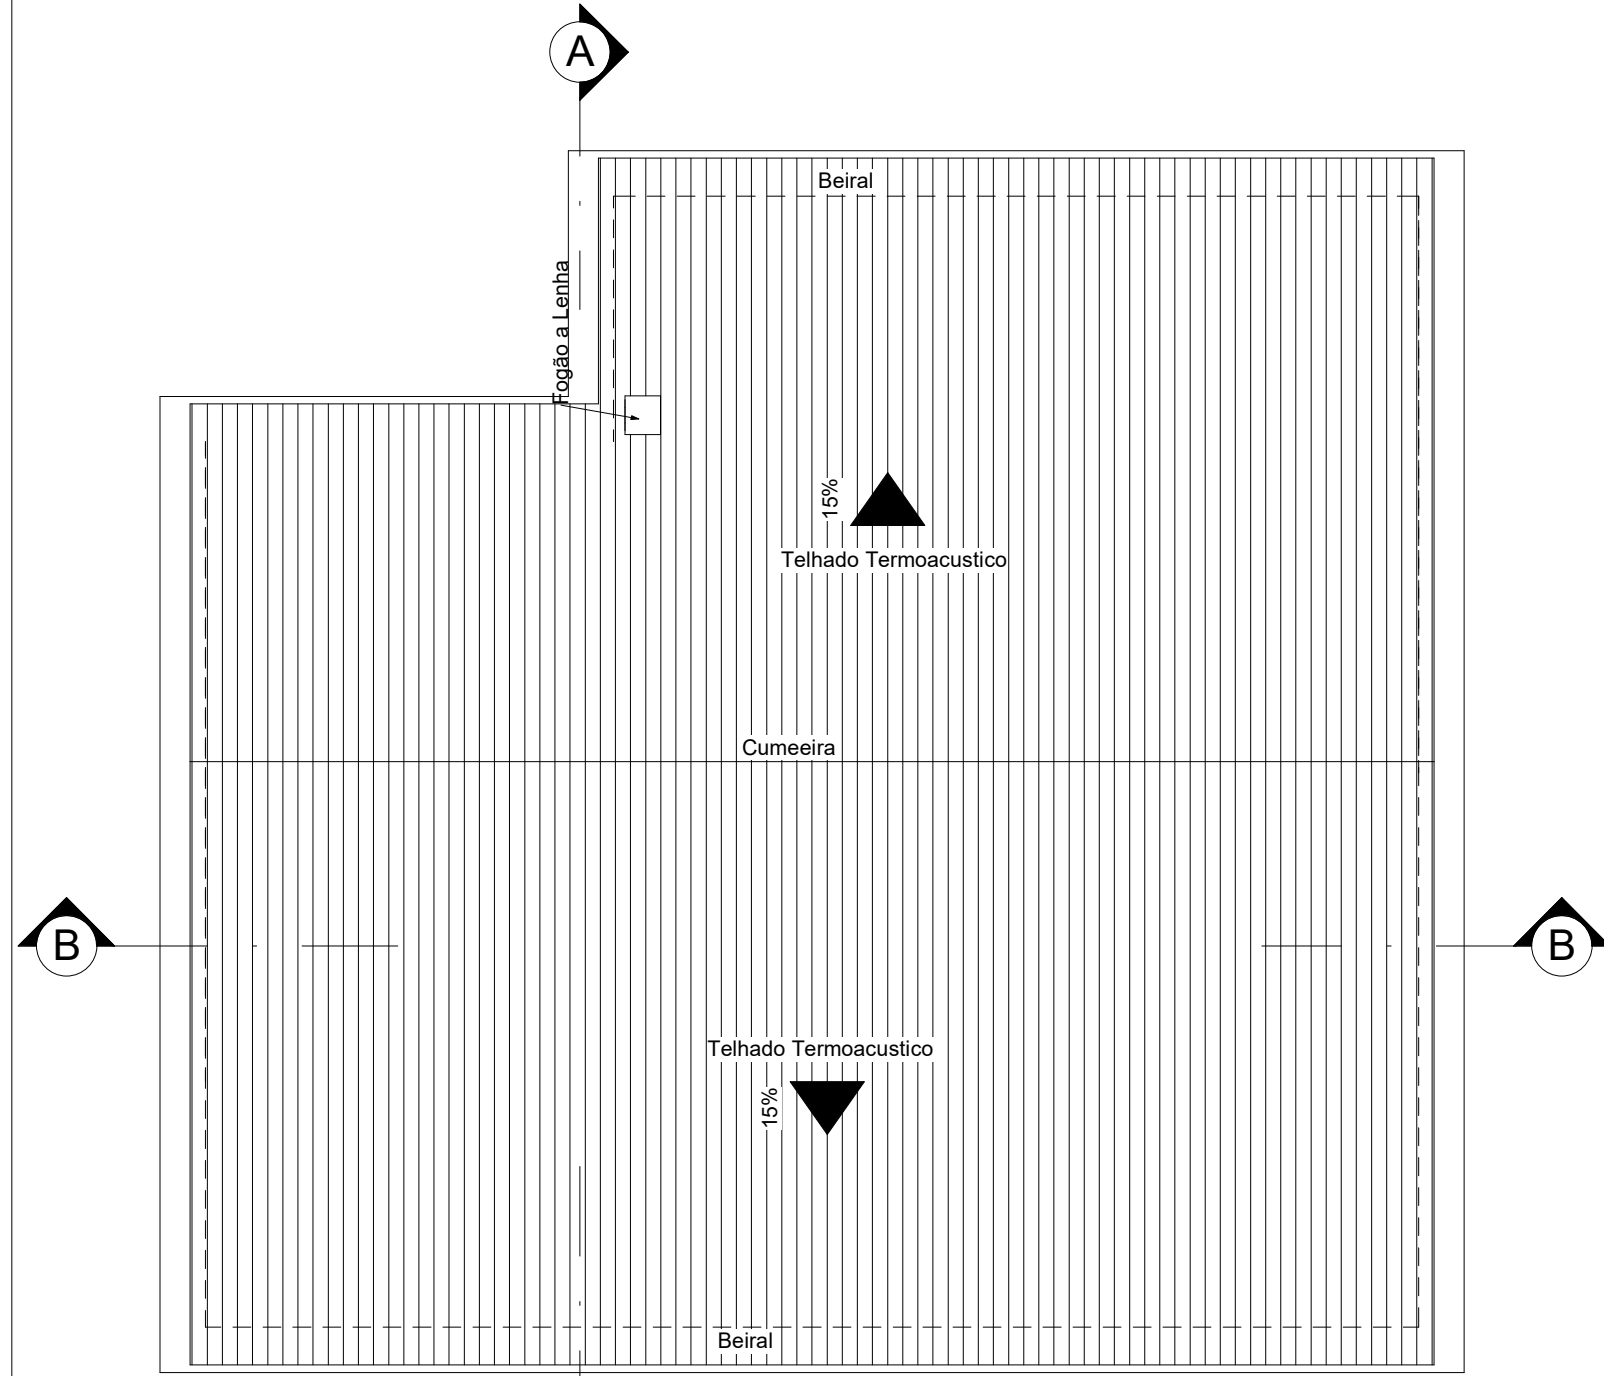 A
Beiral
Fogão a Lenha
15%
Telhado Termoacustico
Cumeeira
B
B
Telhado Termoacustico
15%
Beiral